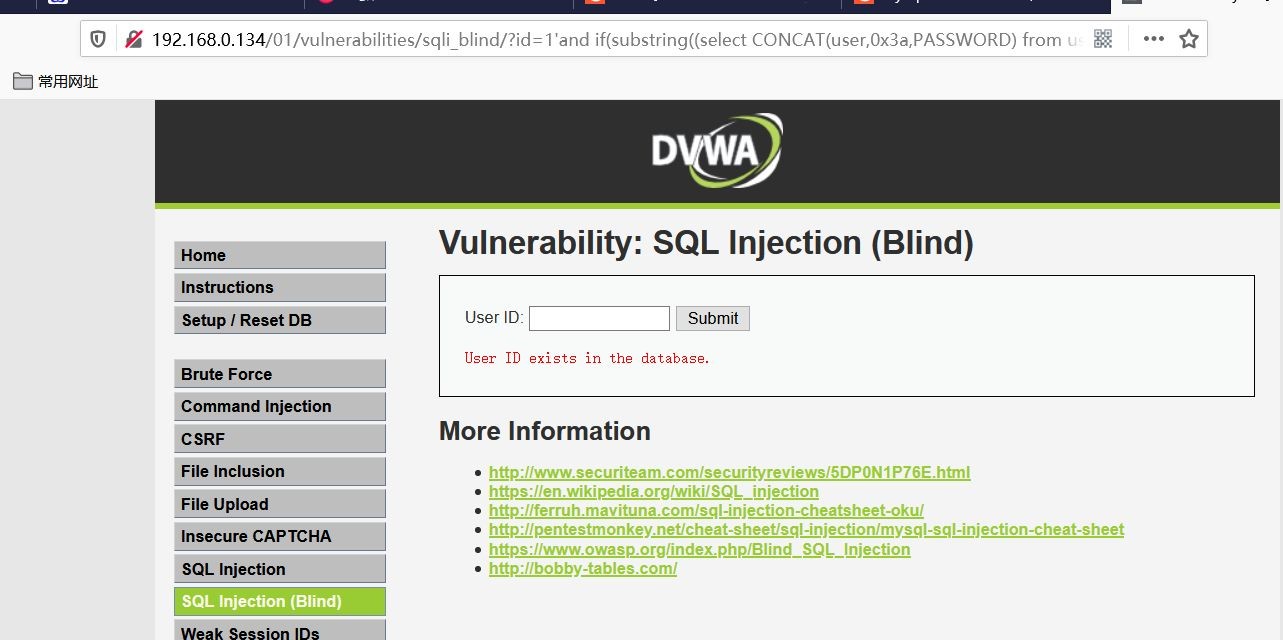 192.168.0.134/01/vulnerabilities/sqli_blind/?id=1'and if(substring((select CONCAT(user,0x3a,PASSWORD) from us
常用网址
DVWA
Home
Instructions
Setup / Reset DB
Brute Force
Command Injection
CSRF
File Inclusion
File Upload
Insecure CAPTCHA
SQL Injection
SQL Injection (Blind)
Weak Session IDs
Vulnerability: SQL Injection (Blind)
User ID: Submit
User ID exists in the database.
More Information
http://www.securiteam.com/securityreviews/5DP0N1P76E.html
https://en.wikipedia.org/wiki/SQL_injection
http://ferruh.mavituna.com/sql-injection-cheatsheet-oku/
http://pentestmonkey.net/cheat-sheet/sql-injection/mysql-sql-injection-cheat-sheet
https://www.owasp.org/index.php/Blind_SQL_Injection
http://bobby-tables.com/